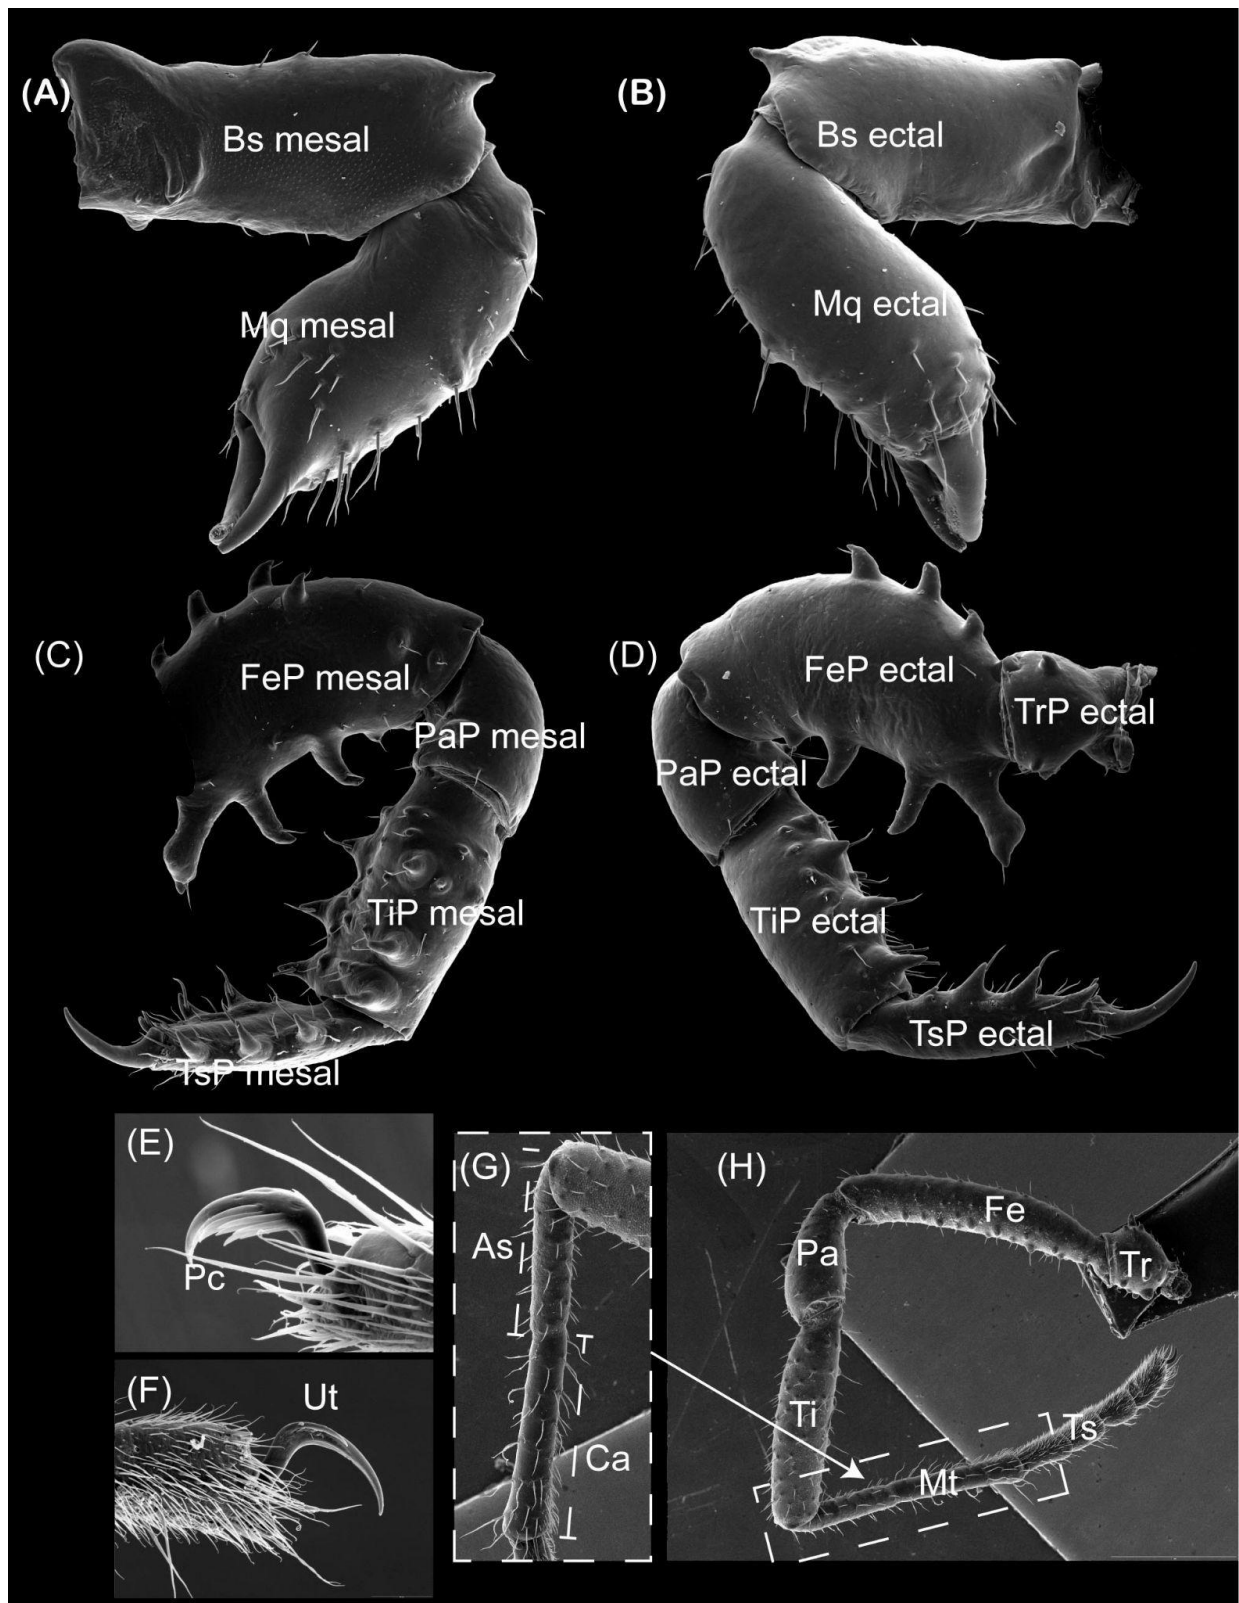 (A)
Bs mesal
Mq mesal
(B)
Bs ectal
Mq ectal
(C)
FeP mesal
PaP mesal
TiP mesal
TsP mesal
(D)
FeP ectal
TrP ectal
PaP ectal
TiP ectal
TsP ectal
(E)
Pc
(F)
Ut
(G)
As
Ca
(H)
Fe
Pa
Tr
Ti
Ts
Mt